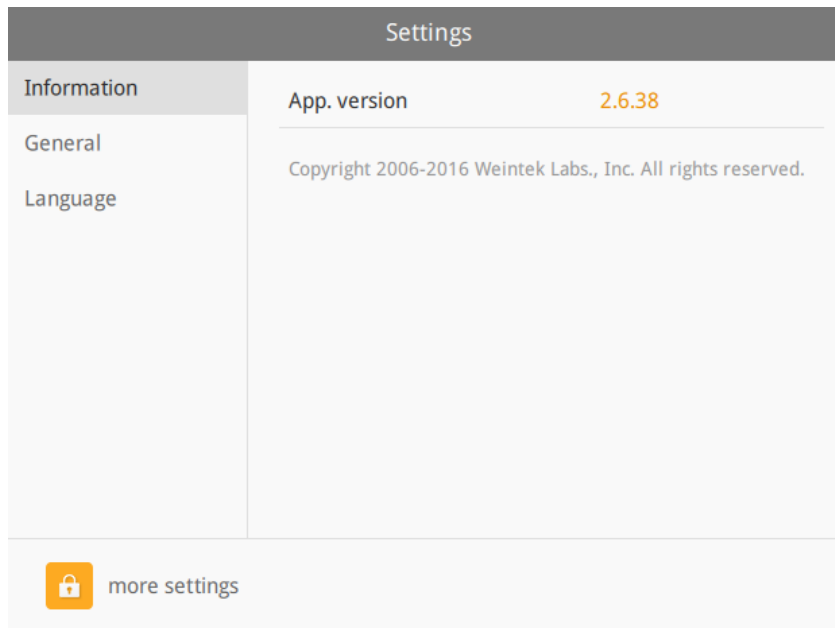 Settings
Information
General
Language
App. version 2.6.38
Copyright 2006-2016 Weintek Labs., Inc. All rights reserved.
more settings